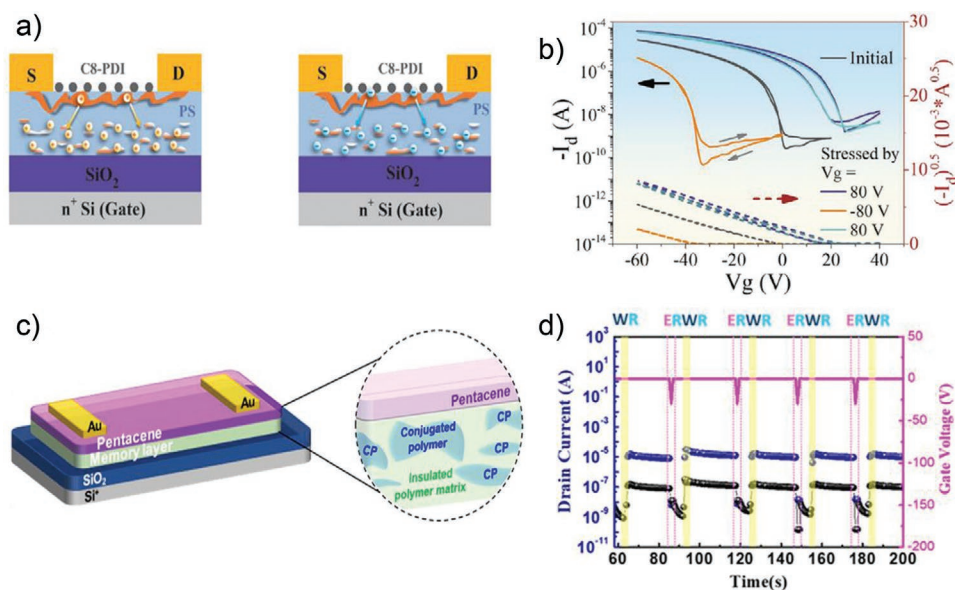 a)
C8-PDI
S
D
PS
SiO2
n+ Si (Gate)
C8-PDI
S
D
PS
SiO2
n+ Si (Gate)
b)
-Id (A)
10-4
10-6
10-8
10-10
10-12
10-14
-60 -40 -20 0 20 40
Vg (V)
30
25
20
15
10
5
0
(-Id)0.5 (10-3*A0.5)
Initial
Stressed by
Vg =
80 V
-80 V
80 V
c)
Au
Au
Pentacene
Memory layer
SiO2
Si+
Pentacene
CP
Conjugated
polymer
CP
CP
Insulated
polymer matrix
CP
d)
WR ERWR ERWR ERWR ERWR
Drain Current (A)
103
101
10-1
10-3
10-5
10-7
10-9
10-11
60 80 100 120 140 160 180 200
Time(s)
50
0
-50
-100
-150
-200
Gate Voltage (V)